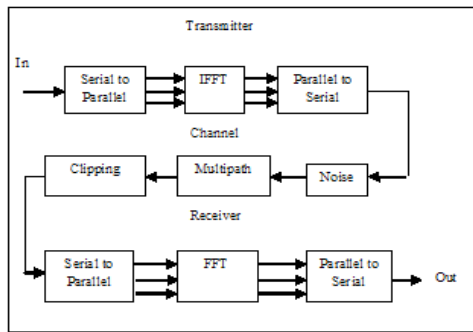 Transmitter
In
Serial to
Parallel
IFFT
Parallel to
Serial
Channel
Clipping
Multipath
Noise
Receiver
Serial to
Parallel
FFT
Parallel to
Serial
Out